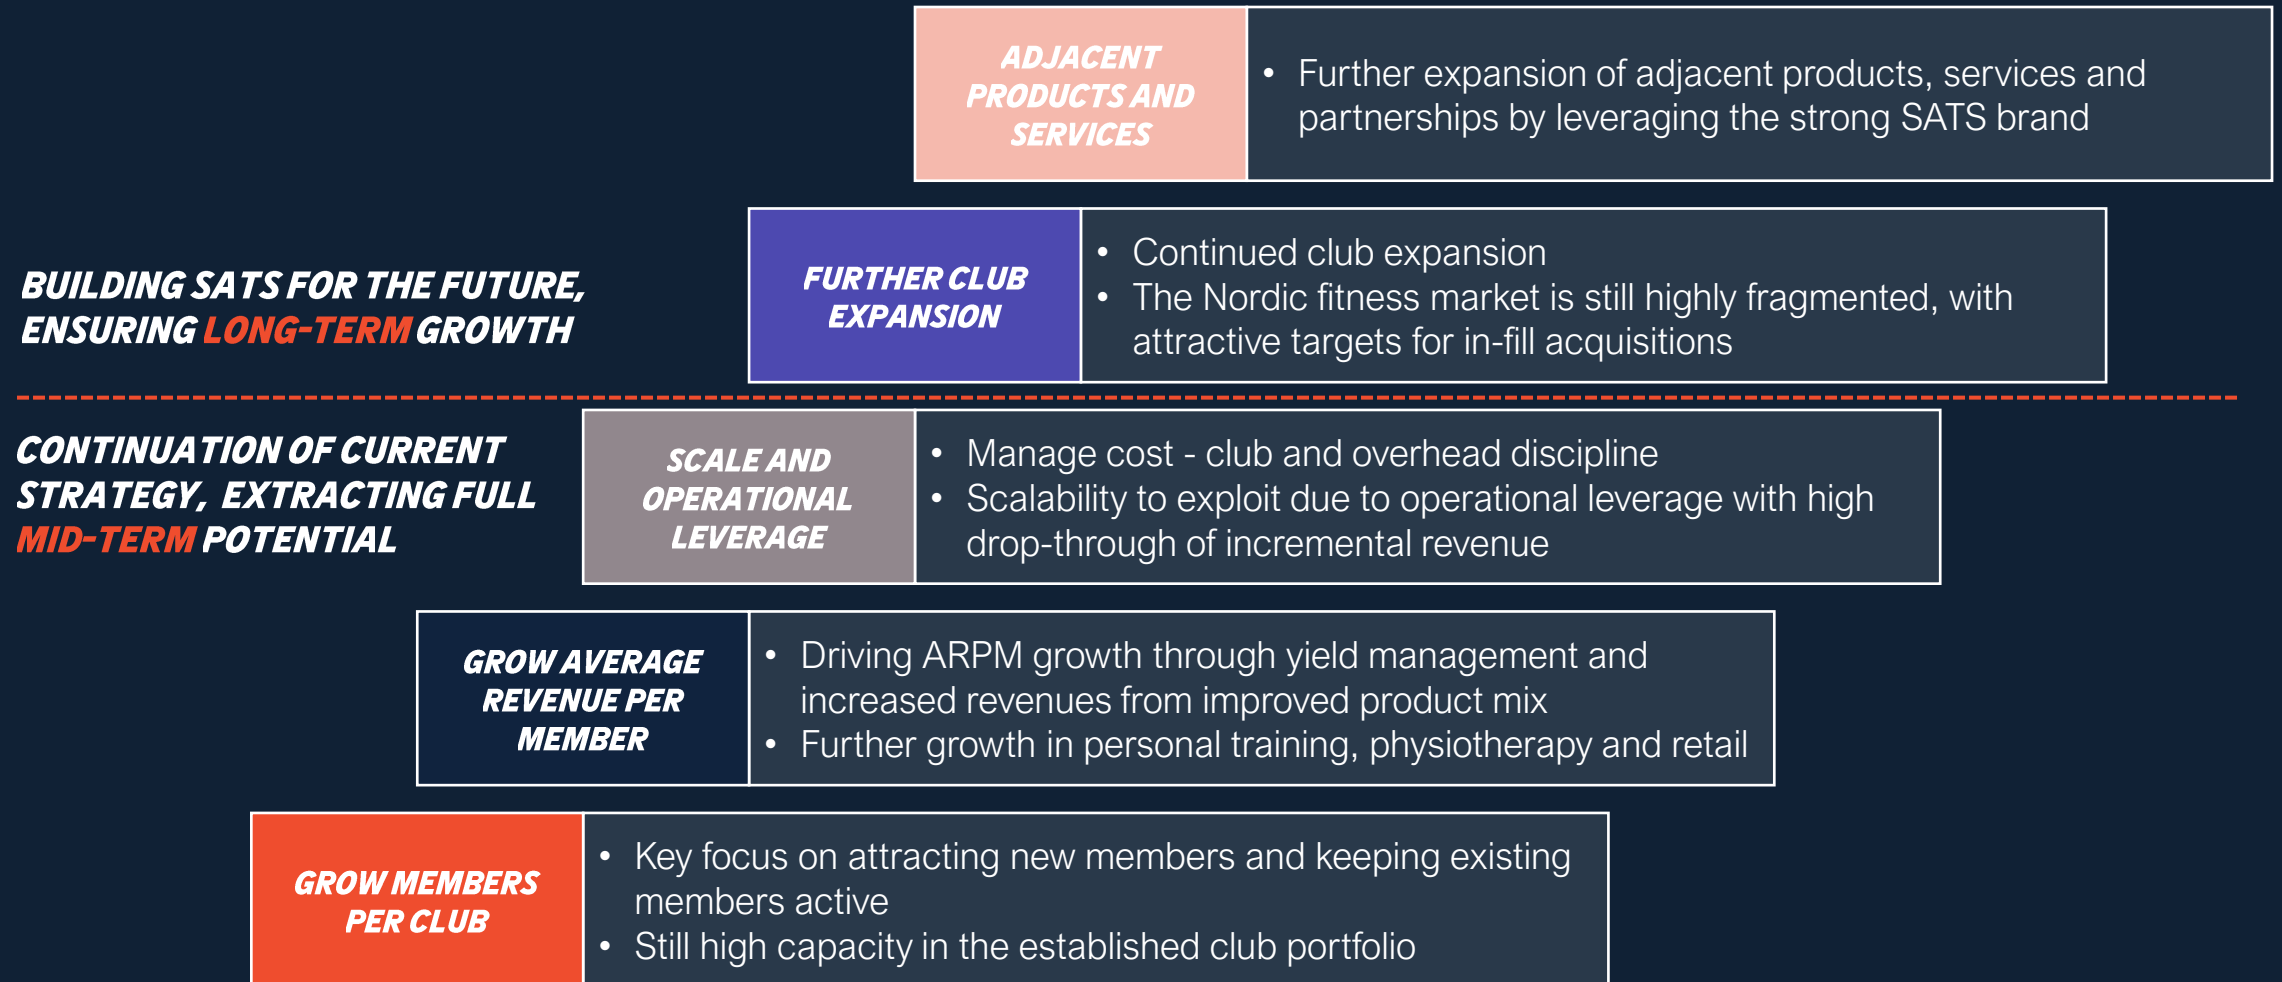 ADJACENT
PRODUCTS AND
SERVICES
• Further expansion of adjacent products, services and
partnerships by leveraging the strong SATS brand
BUILDING SATS FOR THE FUTURE,
ENSURING LONG-TERM GROWTH
FURTHER CLUB
EXPANSION
• Continued club expansion
• The Nordic fitness market is still highly fragmented, with
attractive targets for in-fill acquisitions
CONTINUATION OF CURRENT
STRATEGY, EXTRACTING FULL
MID-TERM POTENTIAL
SCALE AND
OPERATIONAL
LEVERAGE
• Manage cost - club and overhead discipline
• Scalability to exploit due to operational leverage with high
drop-through of incremental revenue
GROW AVERAGE
REVENUE PER
MEMBER
• Driving ARPM growth through yield management and
increased revenues from improved product mix
• Further growth in personal training, physiotherapy and retail
GROW MEMBERS
PER CLUB
• Key focus on attracting new members and keeping existing
members active
• Still high capacity in the established club portfolio